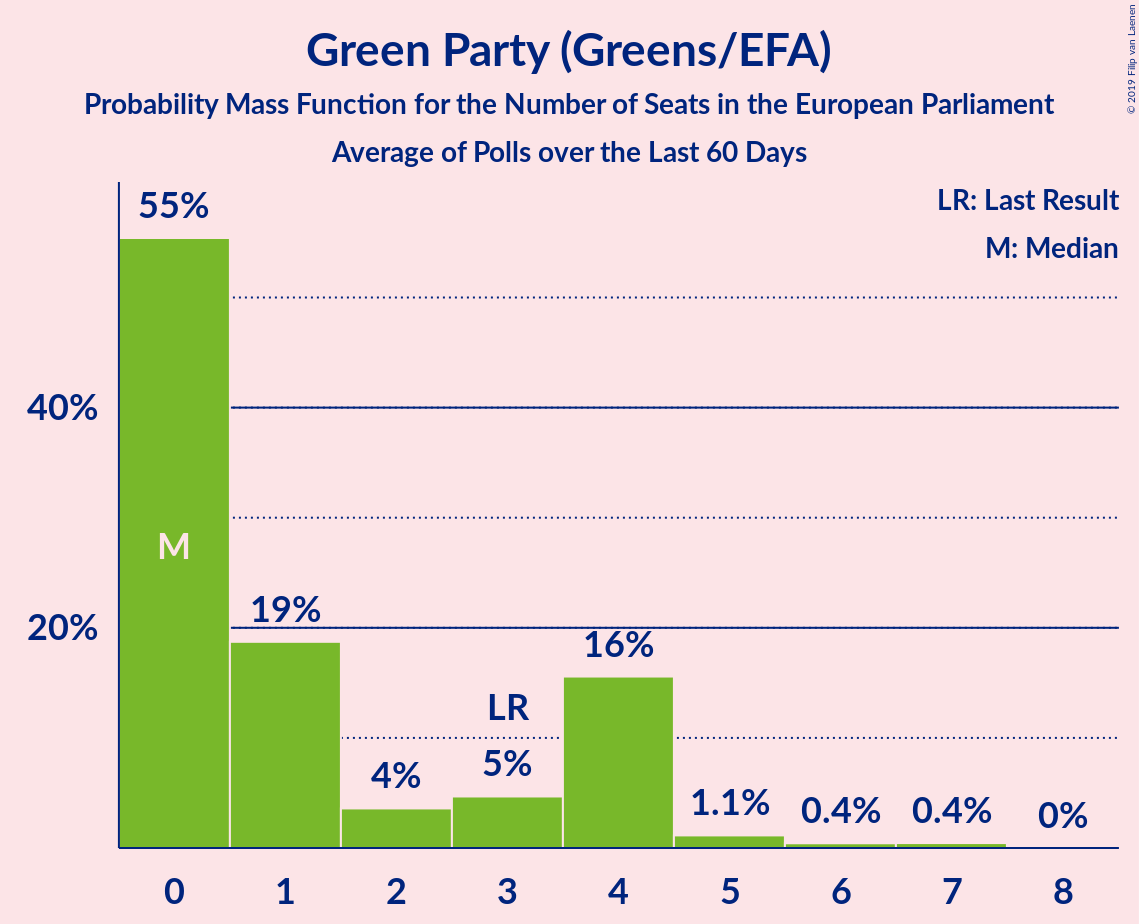 Green Party (Greens/EFA)
Probability Mass Function for the Number of Seats in the European Parliament
Average of Polls over the Last 60 Days
© 2019 Filip van Laenen
LR: Last Result
M: Median
55%
40%
M
19%
20%
16%
LR
5%
4%
1.1%
0.4%
0.4%
0%
0 1 2 3 4 5 6 7 8